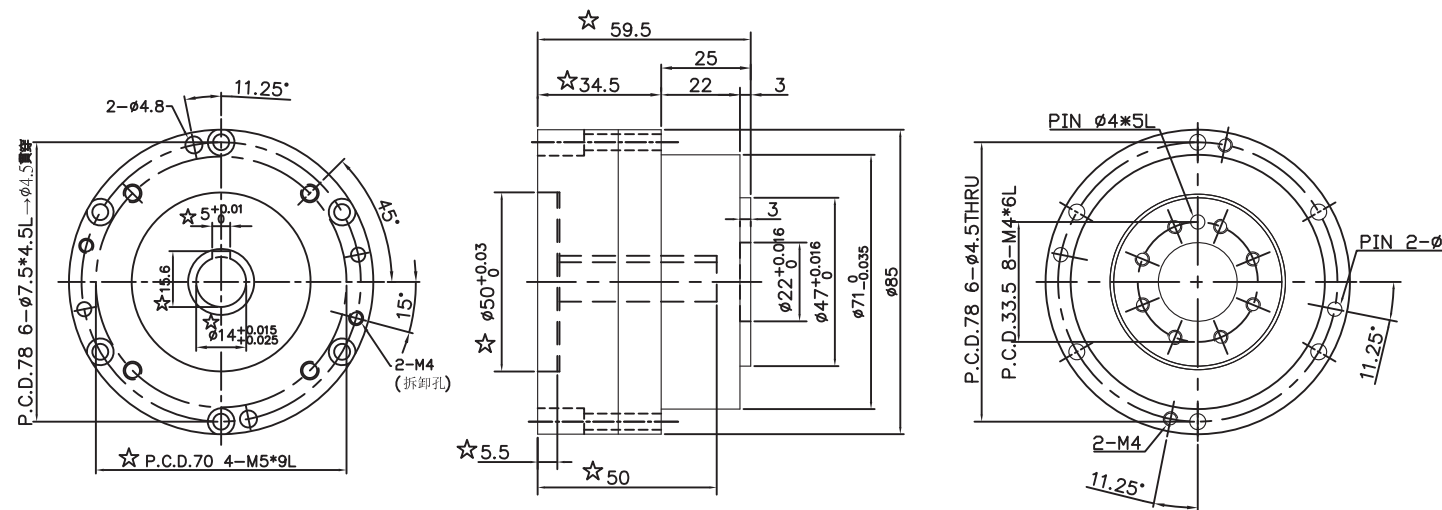 11.25°
2-ø4.8
P.C.D.78 6-ø7.5*4.5L→ø4.5貫穿
45°
☆ 5 +0.01 0
☆15.6
☆ ø14 +0.015 +0.025
15°
2-M4
(拆卸孔)
☆ P.C.D.70 4-M5*9L
☆ 59.5
25
☆34.5
22
3
3
☆ ø50 +0.03 0
ø22 +0.016 0
ø47 +0.016 0
ø71 0 -0.035
ø85
☆5.5
☆50
PIN ø4*5L
P.C.D.78 6-ø4.5THRU
P.C.D.33.5 8-M4*6L
PIN 2-ø
11.25°
2-M4
11.25°